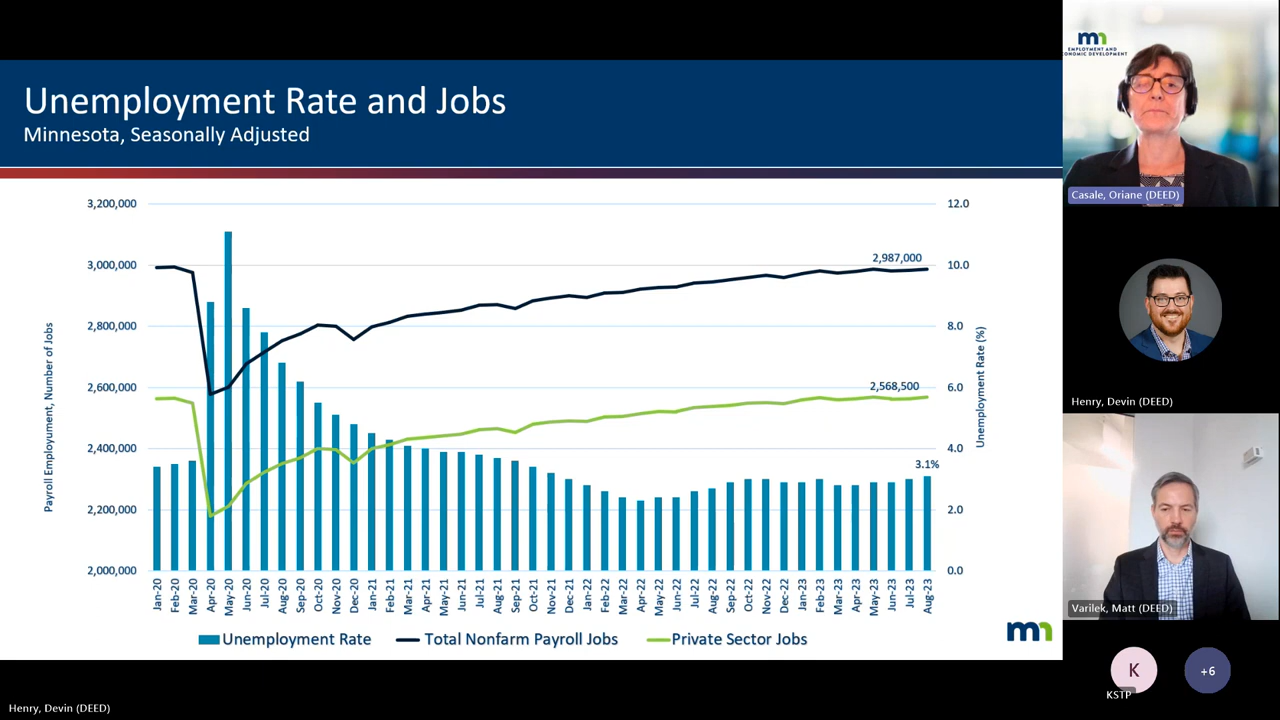 Unemployment Rate and Jobs
Minnesota, Seasonally Adjusted
3,200,000
3,000,000
2,800,000
2,600,000
2,400,000
2,200,000
2,000,000
Payroll Employument, Number of Jobs
12.0
10.0
8.0
6.0
4.0
2.0
0.0
Unemployment Rate (%)
2,987,000
2,568,500
3.1%
Jan-20
Feb-20
Mar-20
Apr-20
May-20
Jun-20
Jul-20
Aug-20
Sep-20
Oct-20
Nov-20
Dec-20
Jan-21
Feb-21
Mar-21
Apr-21
May-21
Jun-21
Jul-21
Aug-21
Sep-21
Oct-21
Nov-21
Dec-21
Jan-22
Feb-22
Mar-22
Apr-22
May-22
Jun-22
Jul-22
Aug-22
Sep-22
Oct-22
Nov-22
Dec-22
Jan-23
Feb-23
Mar-23
Apr-23
May-23
Jun-23
Jul-23
Aug-23
Unemployment Rate
Total Nonfarm Payroll Jobs
Private Sector Jobs
mn
mn
EMPLOYMENT AND
ONOMIC DEVELOPMENT
Casale, Oriane (DEED)
Henry, Devin (DEED)
Varilek, Matt (DEED)
K
KSTP
+6
Henry, Devin (DEED)